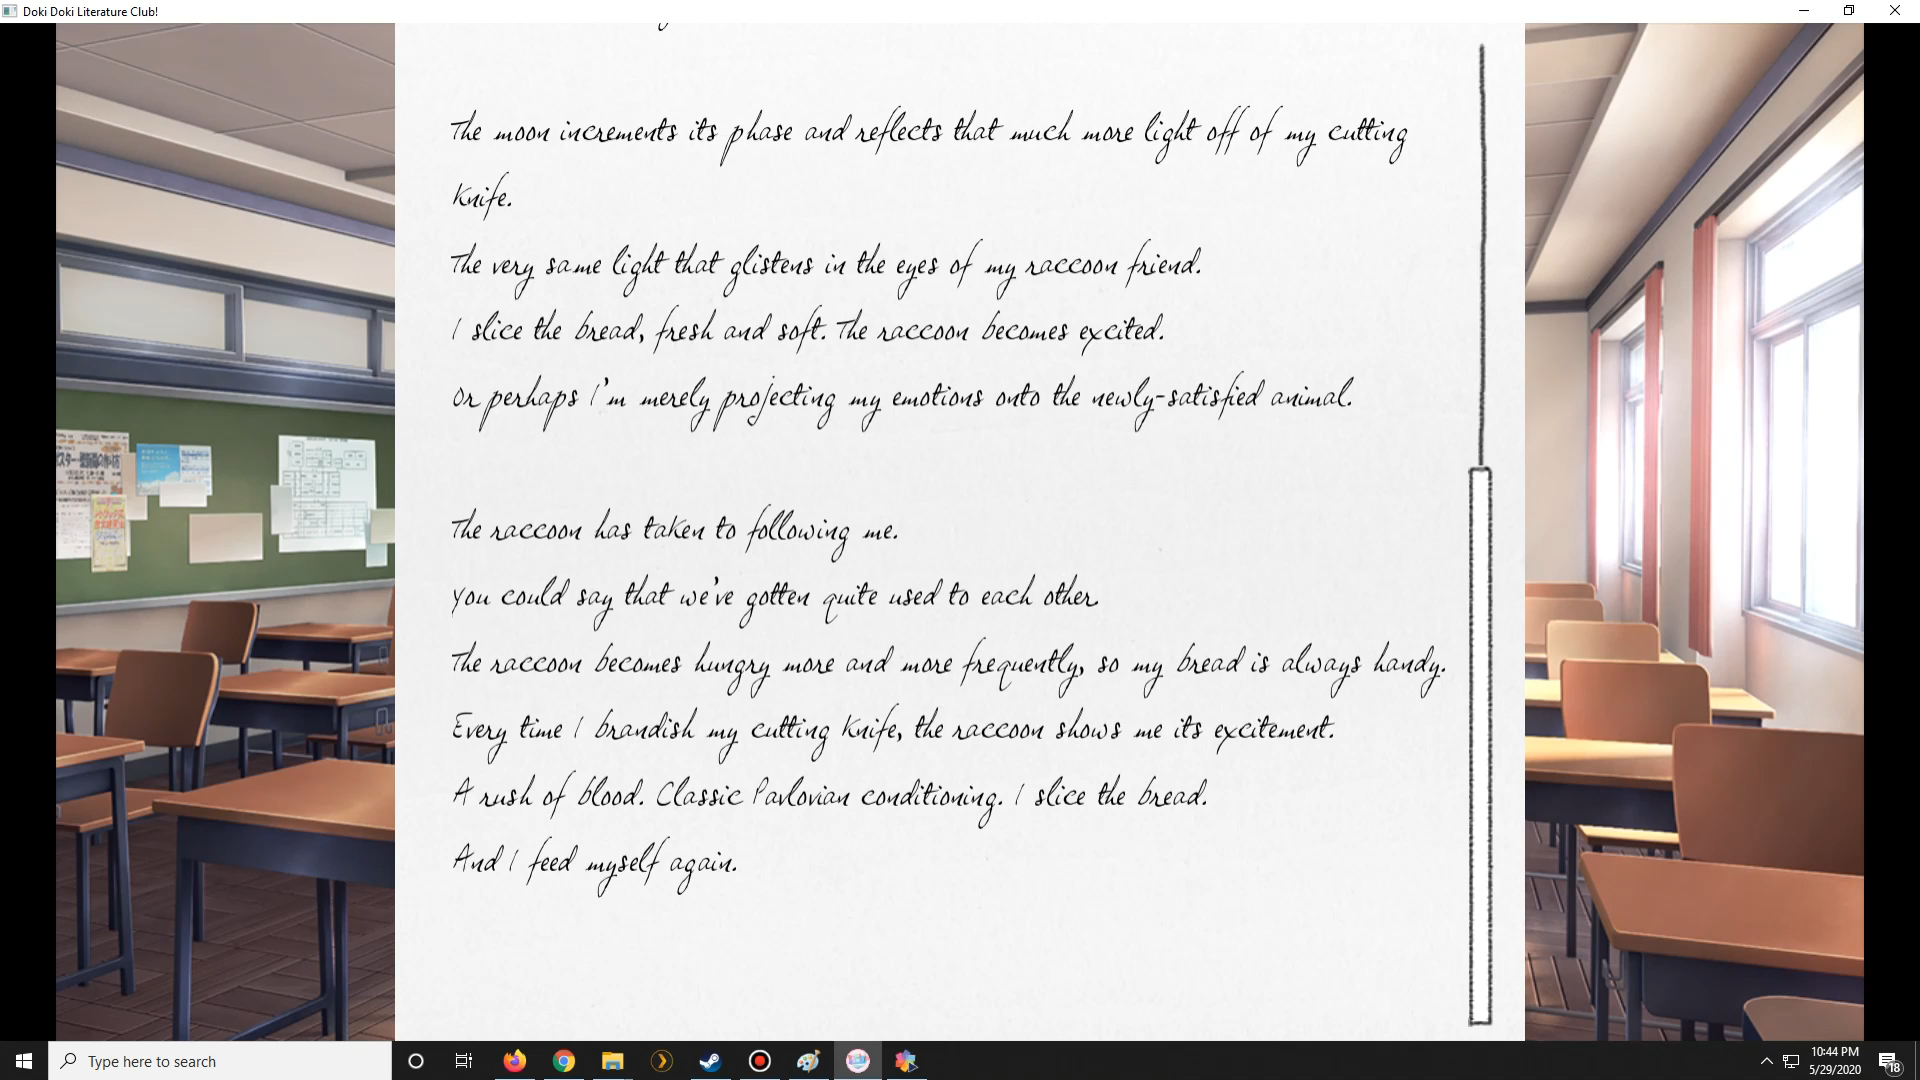 Doki Doki Literature Club!
The moon increments its phase and reflects that much more light off of my cutting
knife.
The very same light that glistens in the eyes of my raccoon friend.
I slice the bread, fresh and soft. The raccoon becomes excited.
Or perhaps I'm merely projecting my emotions onto the newly-satisfied animal.
The raccoon has taken to following me.
You could say that we've gotten quite used to each other.
The raccoon becomes hungry more and more frequently, so my bread is always handy.
Every time I brandish my cutting knife, the raccoon shows me its excitement.
A rush of blood. Classic Pavlovian conditioning. I slice the bread.
And I feed myself again.
Type here to search
10:44 PM
5/29/2020
18